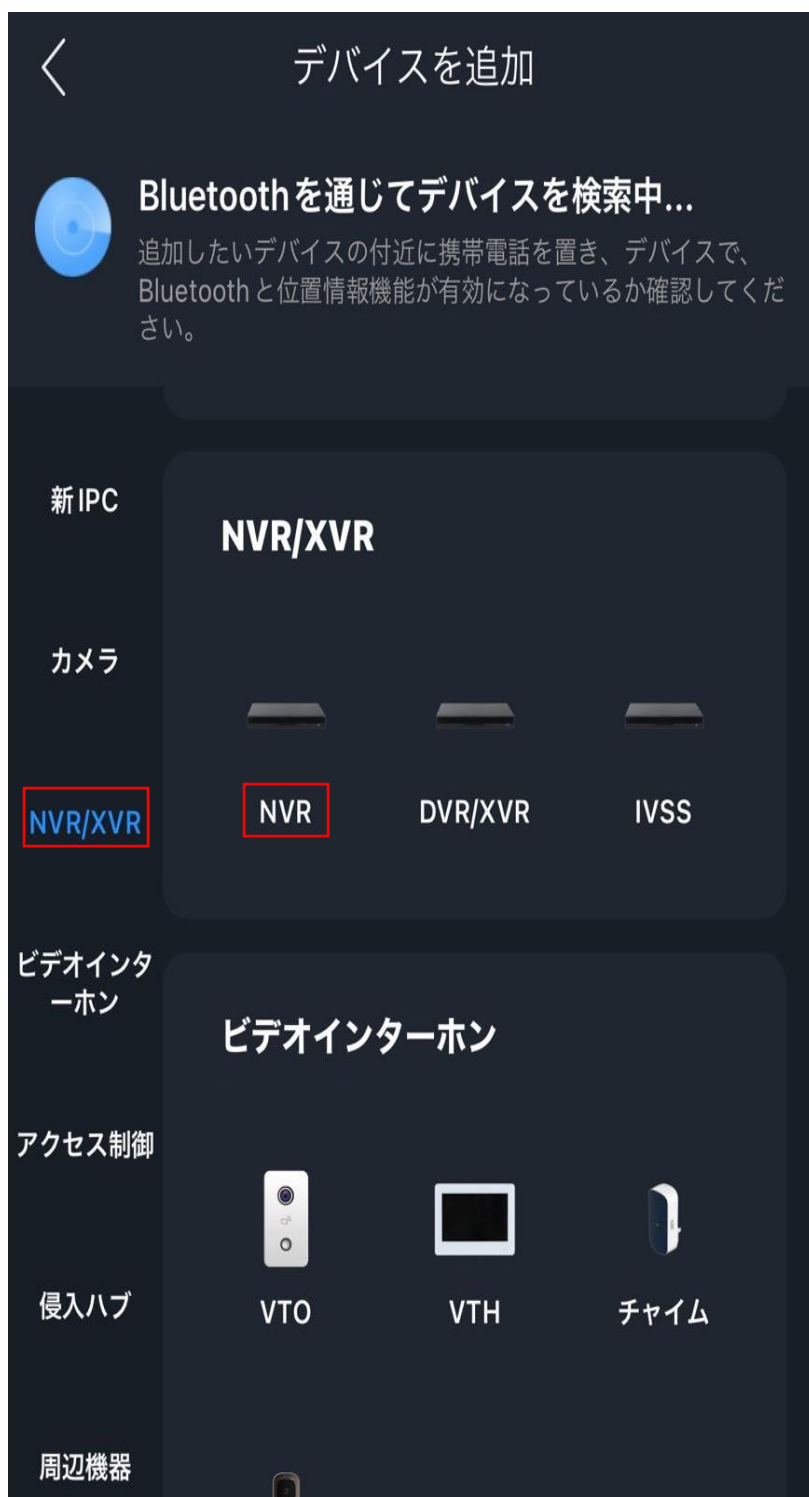 デバイスを追加
Bluetoothを通じてデバイスを検索中...
追加したいデバイスの付近に携帯電話を置き、デバイスで、
Bluetoothと位置情報機能が有効になっているか確認してくだ
さい。
新IPC
カメラ
NVR/XVR
ビデオインタ
ーホン
アクセス制御
侵入ハブ
周辺機器
NVR/XVR
NVR
DVR/XVR
IVSS
ビデオインターホン
VTO
VTH
チャイム